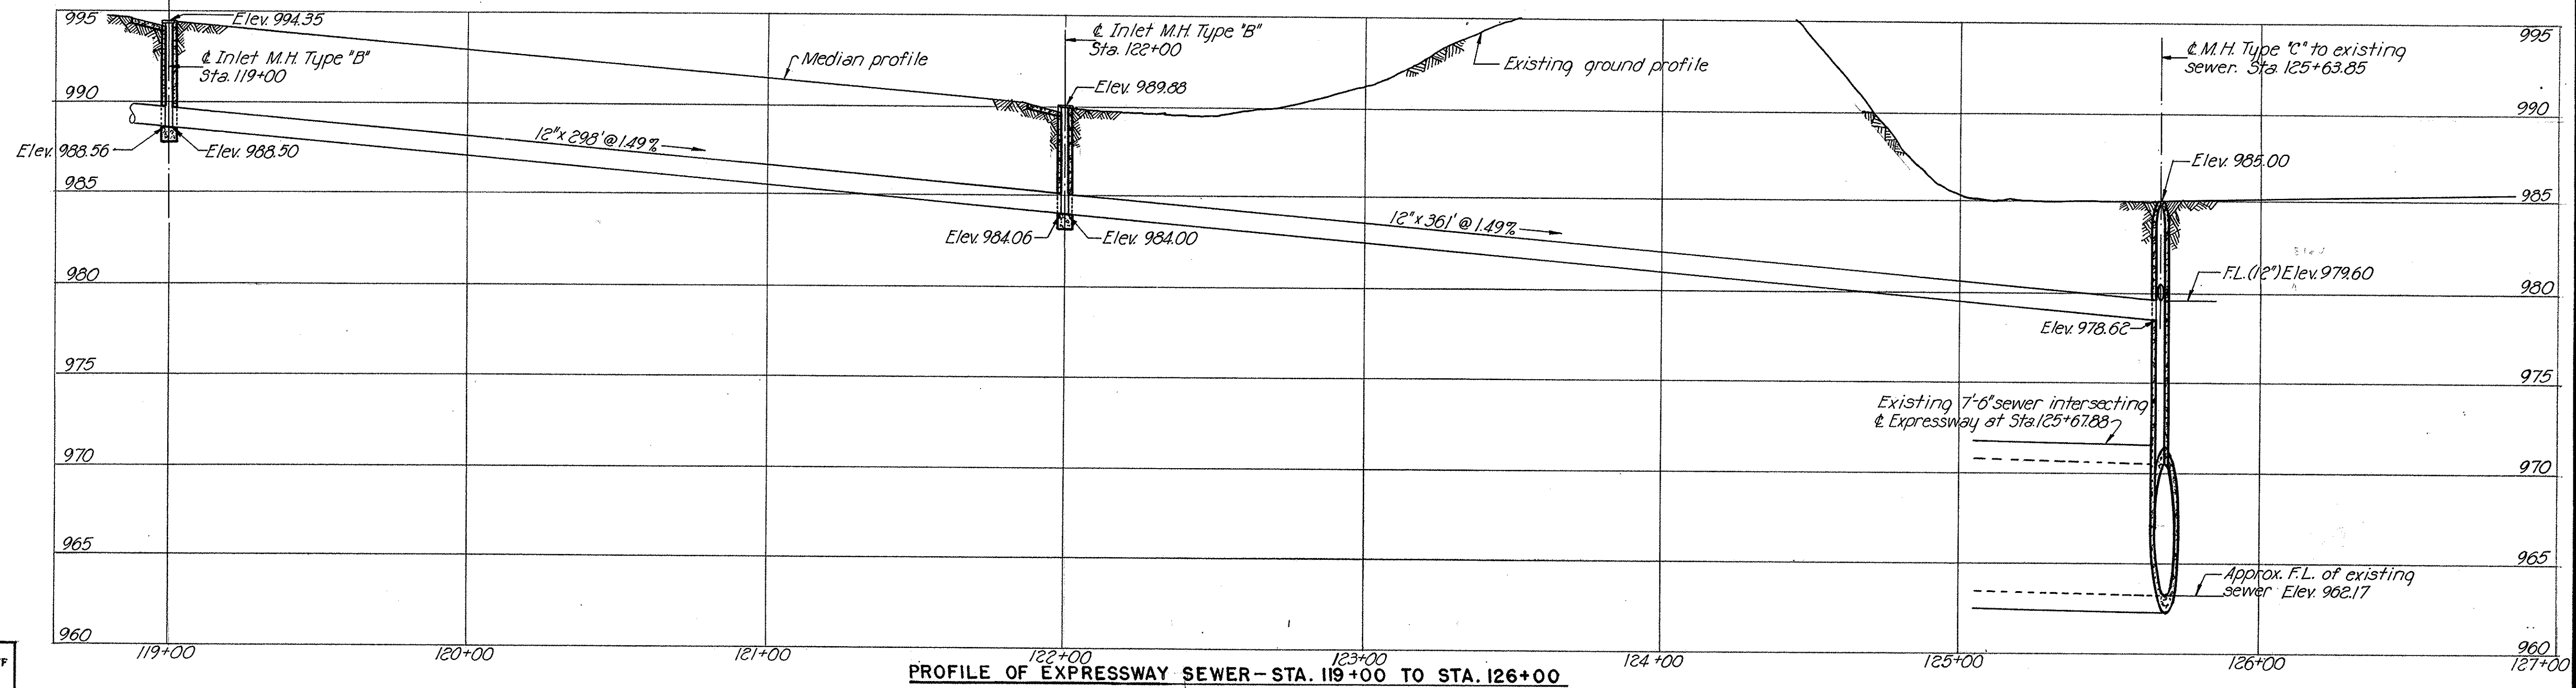 995
Elev. 994.35
℄ Inlet M.H. Type "B"
Sta. 119+00
Median profile
℄ Inlet M.H. Type "B"
Sta. 122+00
Existing ground profile
℄ M.H. Type "C" to existing
sewer. Sta. 125+63.85
995
990
Elev. 989.88
990
Elev. 988.56
Elev. 988.50
12"x 298' @ 1.49%
Elev. 985.00
985
985
12"x 361' @ 1.49%
Elev. 984.06
Elev. 984.00
980
F.L. (12") Elev. 979.60
980
Elev. 978.62
975
975
Existing 7'-6" sewer intersecting
℄ Expressway at Sta. 125+67.88
970
970
965
965
Approx. F.L. of existing
sewer Elev. 962.17
960
960
119+00
120+00
121+00
122+00
123+00
124+00
125+00
126+00
127+00
PROFILE OF EXPRESSWAY SEWER-STA. 119+00 TO STA. 126+00